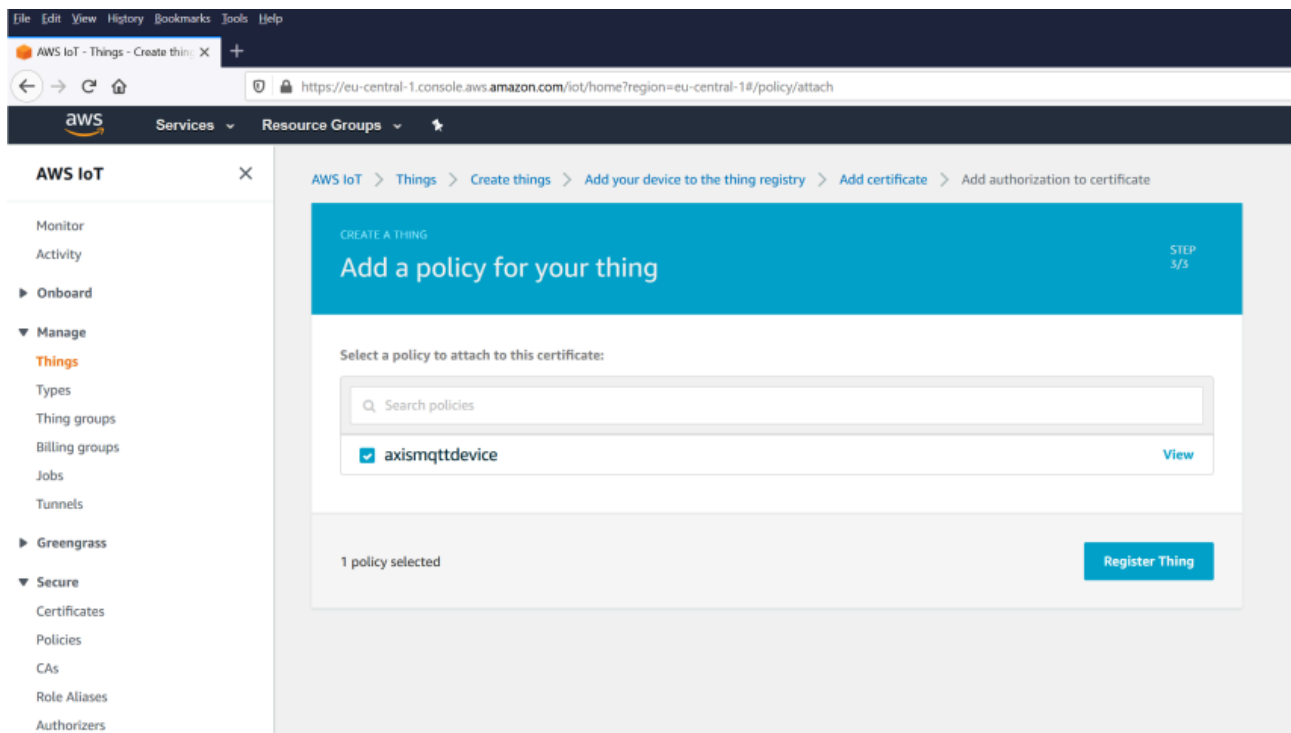 File Edit View History Bookmarks Tools Help
AWS IoT - Things - Create thing
https://eu-central-1.console.aws.amazon.com/iot/home?region=eu-central-1#/policy/attach
aws Services Resource Groups
AWS IoT
Monitor
Activity
Onboard
Manage
Things
Types
Thing groups
Billing groups
Jobs
Tunnels
Greengrass
Secure
Certificates
Policies
CAs
Role Aliases
Authorizers
AWS IoT > Things > Create things > Add your device to the thing registry > Add certificate > Add authorization to certificate
CREATE A THING
Add a policy for your thing
STEP
3/3
Select a policy to attach to this certificate:
Search policies
axismqttdevice View
1 policy selected Register Thing